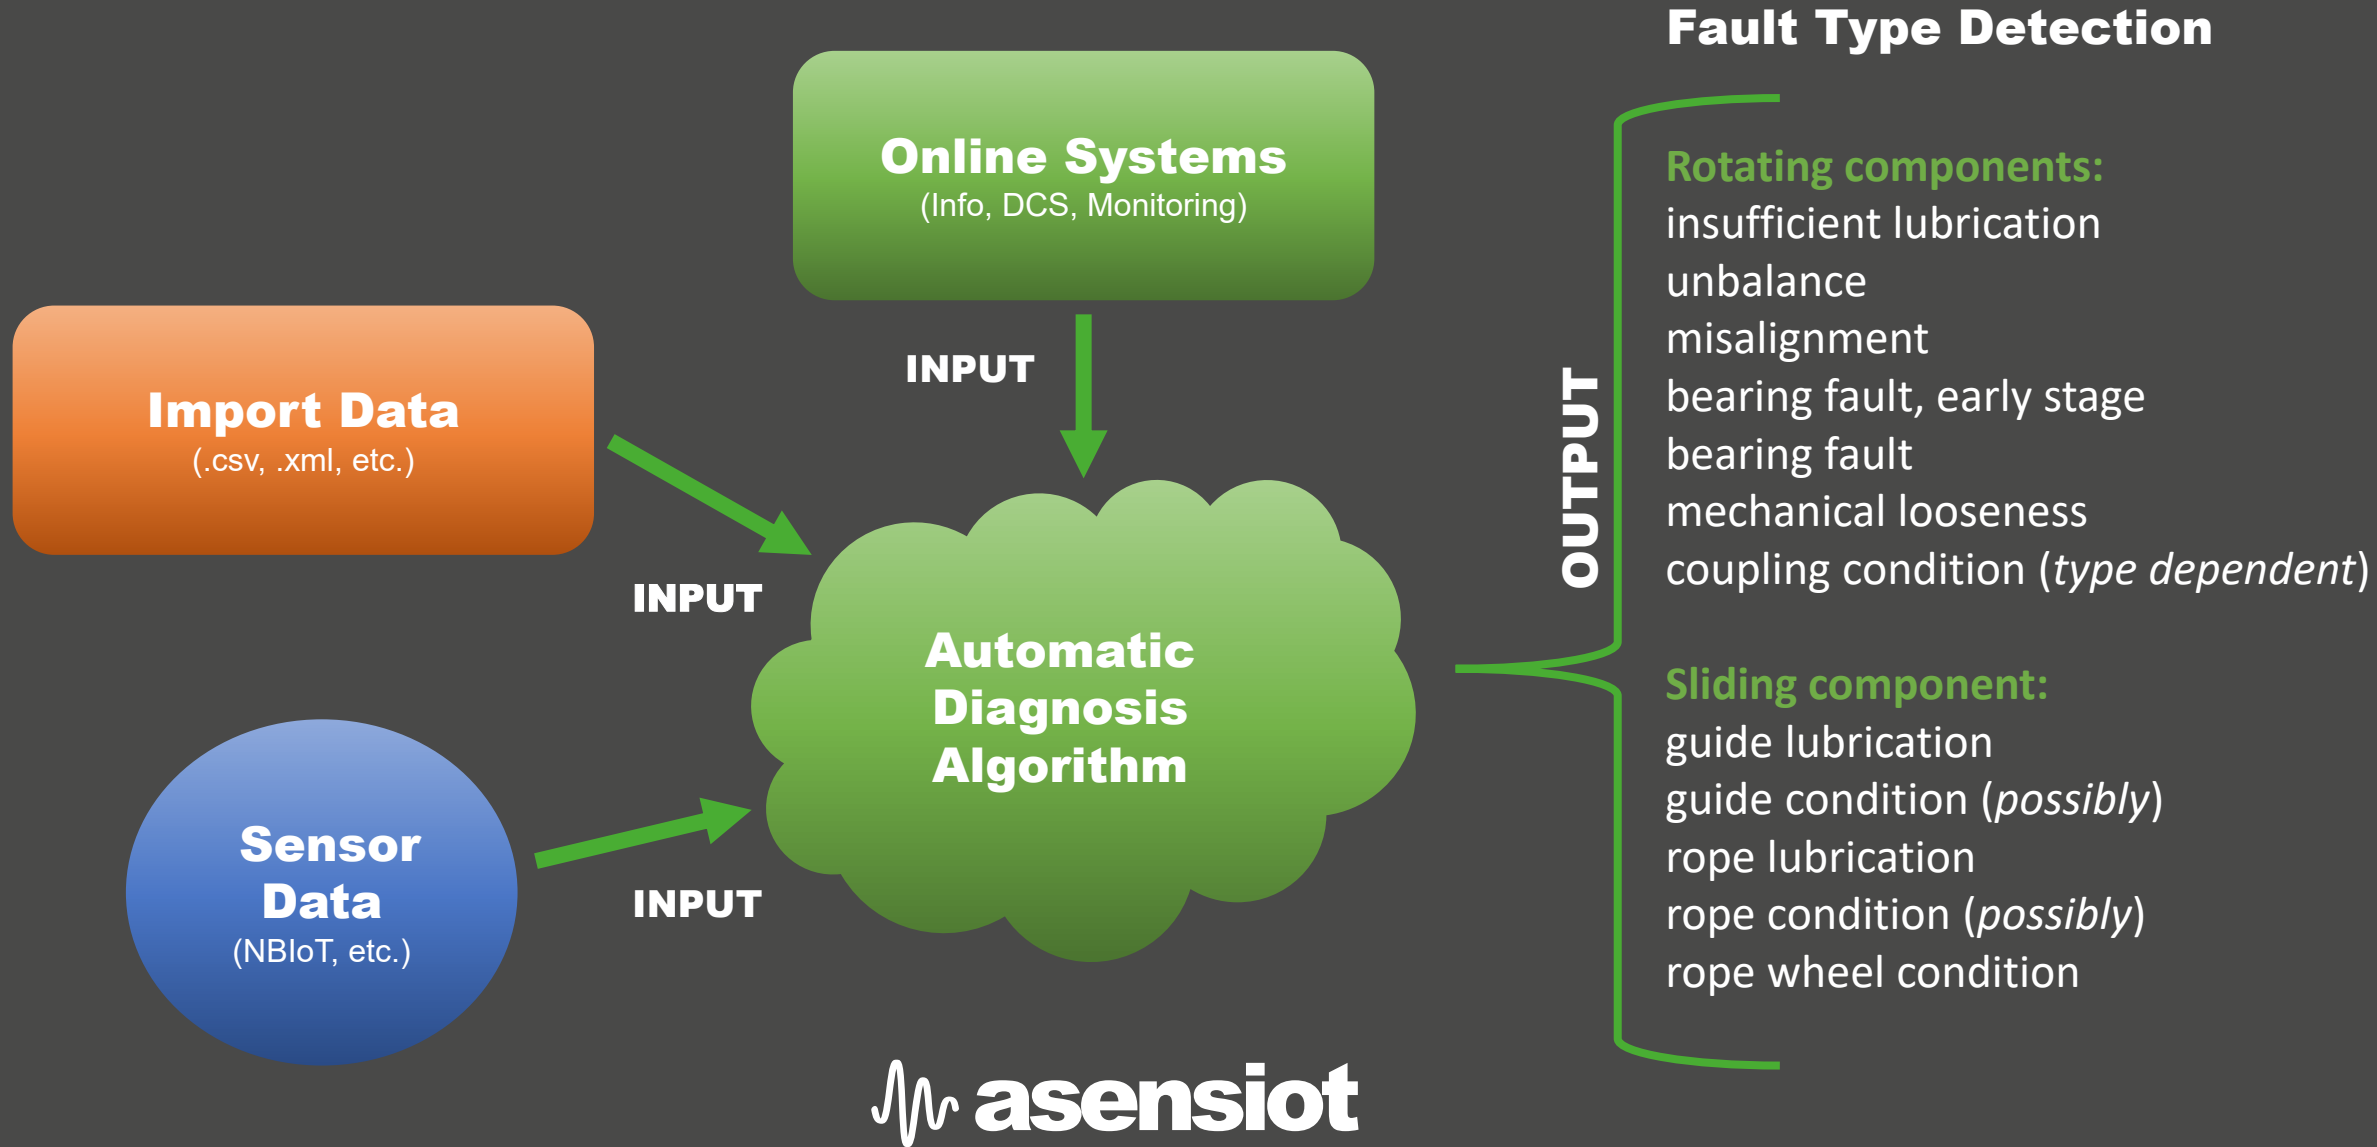 Fault Type Detection
Online Systems
(Info, DCS, Monitoring)
INPUT
Import Data
(.csv, .xml, etc.)
INPUT
Sensor
Data
(NBIoT, etc.)
INPUT
Automatic
Diagnosis
Algorithm
OUTPUT
Rotating components:
insufficient lubrication
unbalance
misalignment
bearing fault, early stage
bearing fault
mechanical looseness
coupling condition (type dependent)
Sliding component:
guide lubrication
guide condition (possibly)
rope lubrication
rope condition (possibly)
rope wheel condition
asensiot